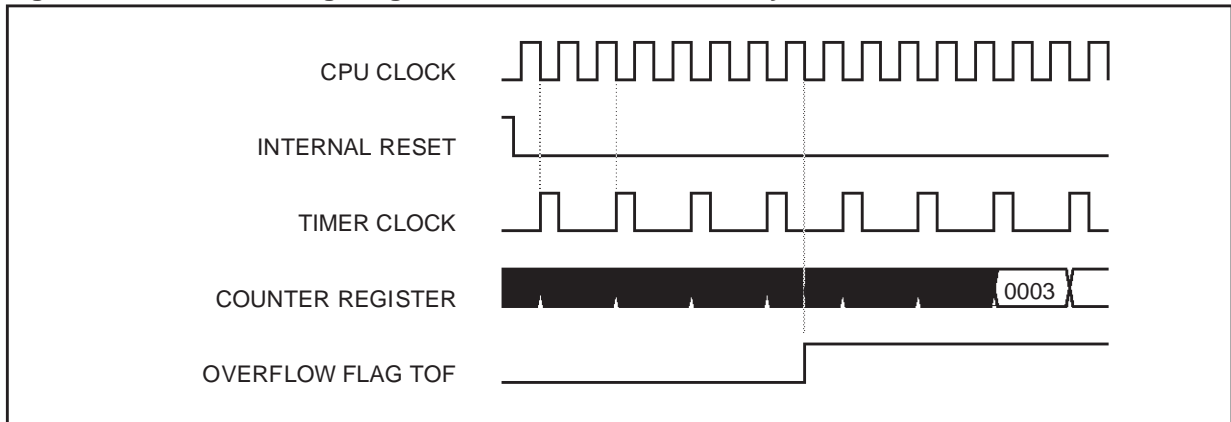 CPU CLOCK
INTERNAL RESET
TIMER CLOCK
COUNTER REGISTER
0003
OVERFLOW FLAG TOF